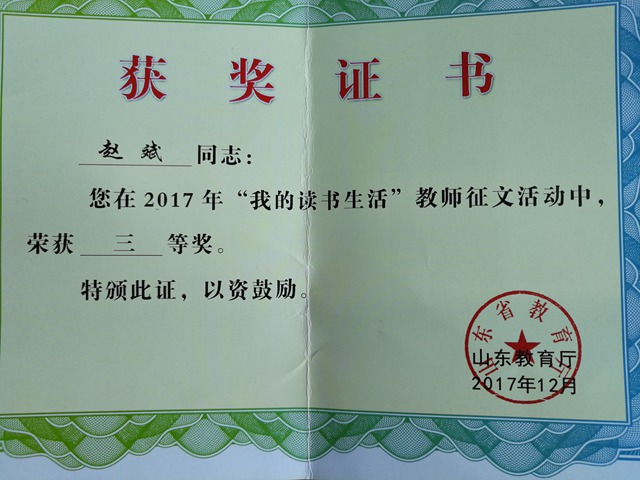 获奖证书
赵斌同志：
您在2017年“我的读书生活”教师征文活动中，
荣获 三 等奖。
特颁此证，以资鼓励。
山东省教育厅
山东教育厅
2017年12月